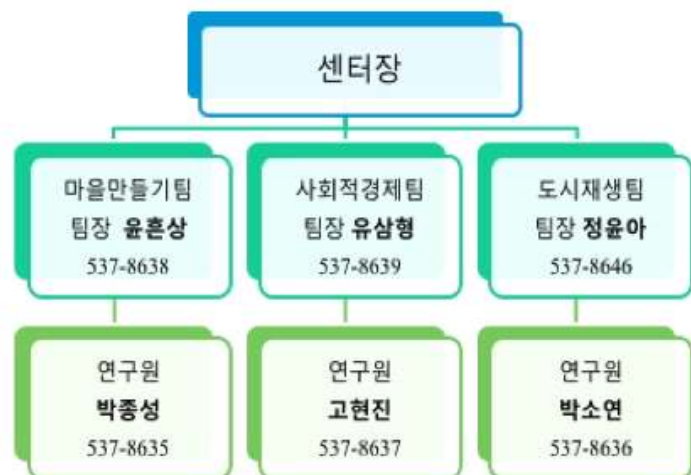 센터장
마을만들기팀
팀장 윤흔상
537-8638
사회적경제팀
팀장 유삼형
537-8639
도시재생팀
팀장 정윤아
537-8646
연구원
박종성
537-8635
연구원
고현진
537-8637
연구원
박소연
537-8636